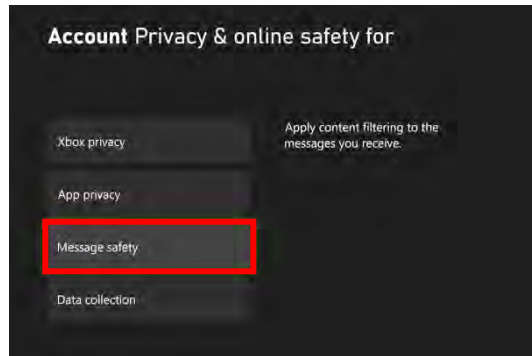 Account Privacy & online safety for
Xbox privacy
Apply content filtering to the
messages you receive.
App privacy
Message safety
Data collection